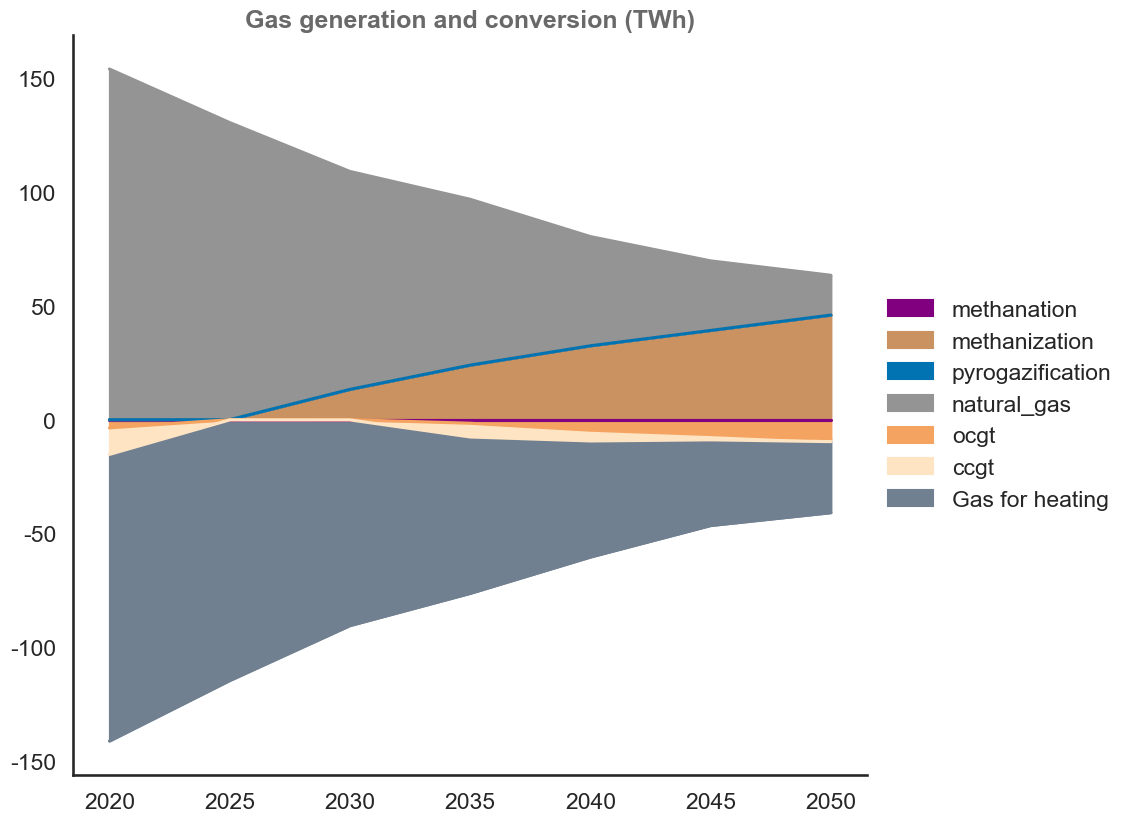 Gas generation and conversion (TWh)
150
100
50
0
-50
-100
-150
2020 2025 2030 2035 2040 2045 2050
methanation
methanization
pyrogazification
natural_gas
ocgt
ccgt
Gas for heating